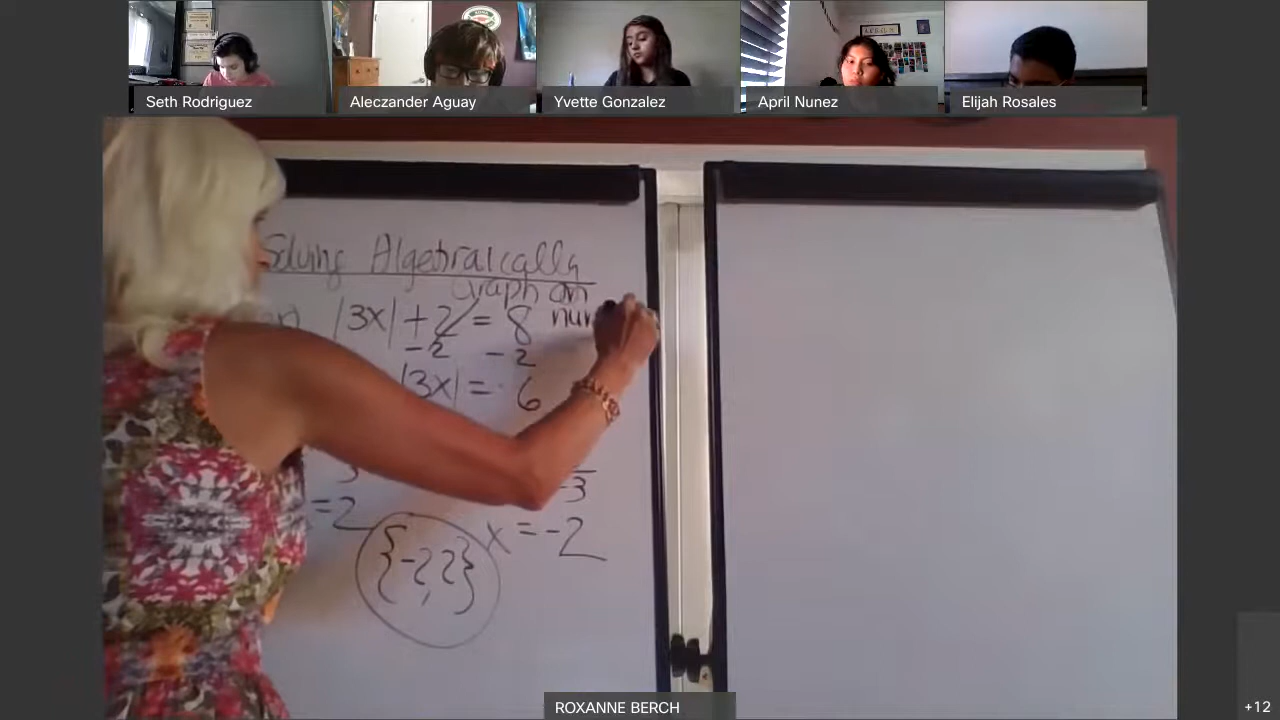 Seth Rodriguez
Aleczander Aguay
Yvette Gonzalez
April Nunez
Elijah Rosales
Solving Algebraically
Graph on
|3x| + 2 = 8
-2 -2
|3x| = 6
3
-3
=2
x = -2
{-2, 2}
ROXANNE BERCH
+12